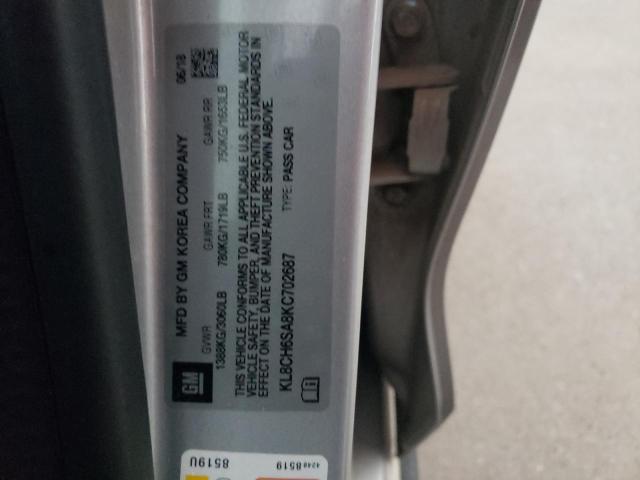 GM
MFD BY GM KOREA COMPANY 06/18
GVWR GAWR FRT GAWR RR
1388KG/3060LB 780KG/1719LB 750KG/1653LB
THIS VEHICLE CONFORMS TO ALL APPLICABLE U.S. FEDERAL MOTOR
VEHICLE SAFETY, BUMPER, AND THEFT PREVENTION STANDARDS IN
EFFECT ON THE DATE OF MANUFACTURE SHOWN ABOVE.
KL8CH6SA8KC702687 TYPE: PASS CAR
8519U
42488519